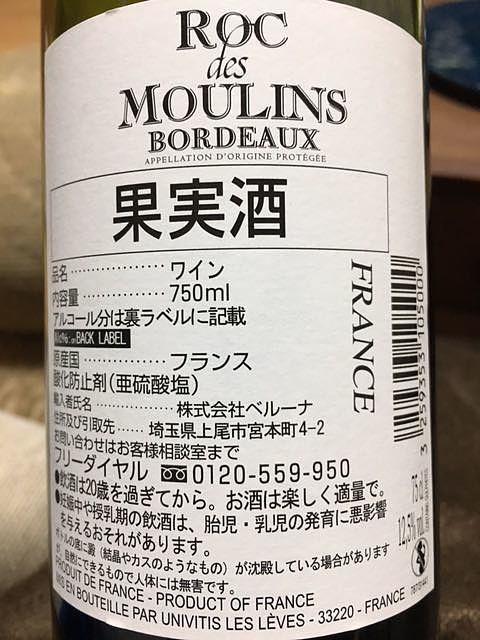 ROC
des
MOULINS
BORDEAUX
APPELLATION D'ORIGINE PROTÉGÉE
果実酒
品名・・・・・・・・・・・・・・・・・・ワイン
内容量・・・・・・・・・・・・・・・・750ml
アルコール分は裏ラベルに記載
BACK LABEL
原産国・・・・・・・・・・・・・・・・フランス
酸化防止剤(亜硫酸塩)
輸入者氏名・・・・・・・・・・・・・・・・株式会社ベルーナ
住所及び引取先・・・・・・埼玉県上尾市宮本町4-2
お問い合わせはお客様相談室まで
フリーダイヤル 0120-559-950
●飲酒は20歳を過ぎてから。お酒は楽しく適量で。
●妊娠中や授乳期の飲酒は、胎児・乳児の発育に悪影響
を与えるおそれがあります。
ボトルの底に澱(結晶やカスのようなもの)が沈殿している場合があります
が、自然にできるもので人体には無害です。
PRODUIT DE FRANCE - PRODUCT OF FRANCE
MIS EN BOUTEILLE PAR UNIVITIS LES LÈVES - 33220 - FRANCE
FRANCE
3 259353 105000
75 cl
12,5% vol.